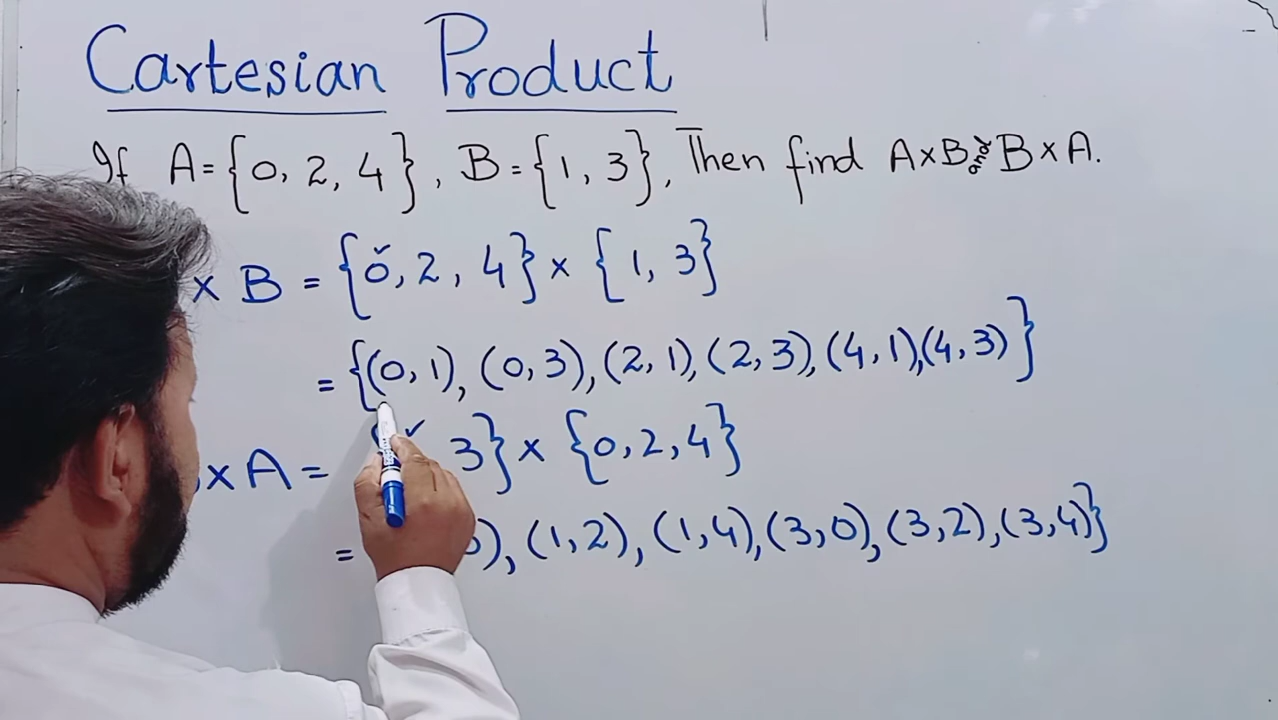 Cartesian Product
If A = {0, 2, 4}, B = {1, 3}, Then find A×B and B×A.
× B = {0, 2, 4} × {1, 3}
= {(0, 1), (0, 3), (2, 1), (2, 3), (4, 1),(4, 3)}
×A = { 3} × {0, 2, 4}
= ), (1, 2), (1, 4), (3, 0), (3, 2), (3, 4)}